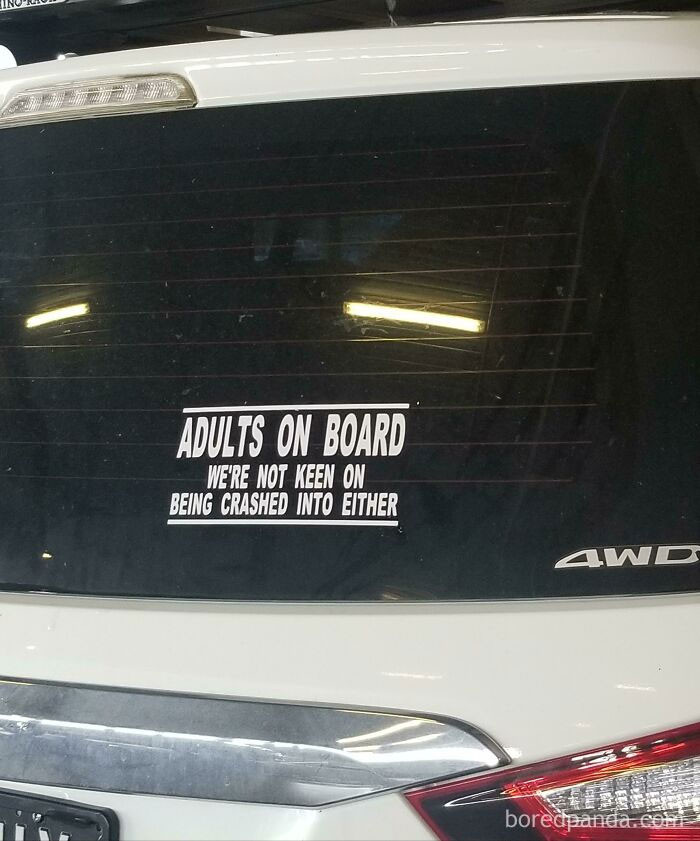 ADULTS ON BOARD
WE'RE NOT KEEN ON
BEING CRASHED INTO EITHER
4WD
boredpanda.com